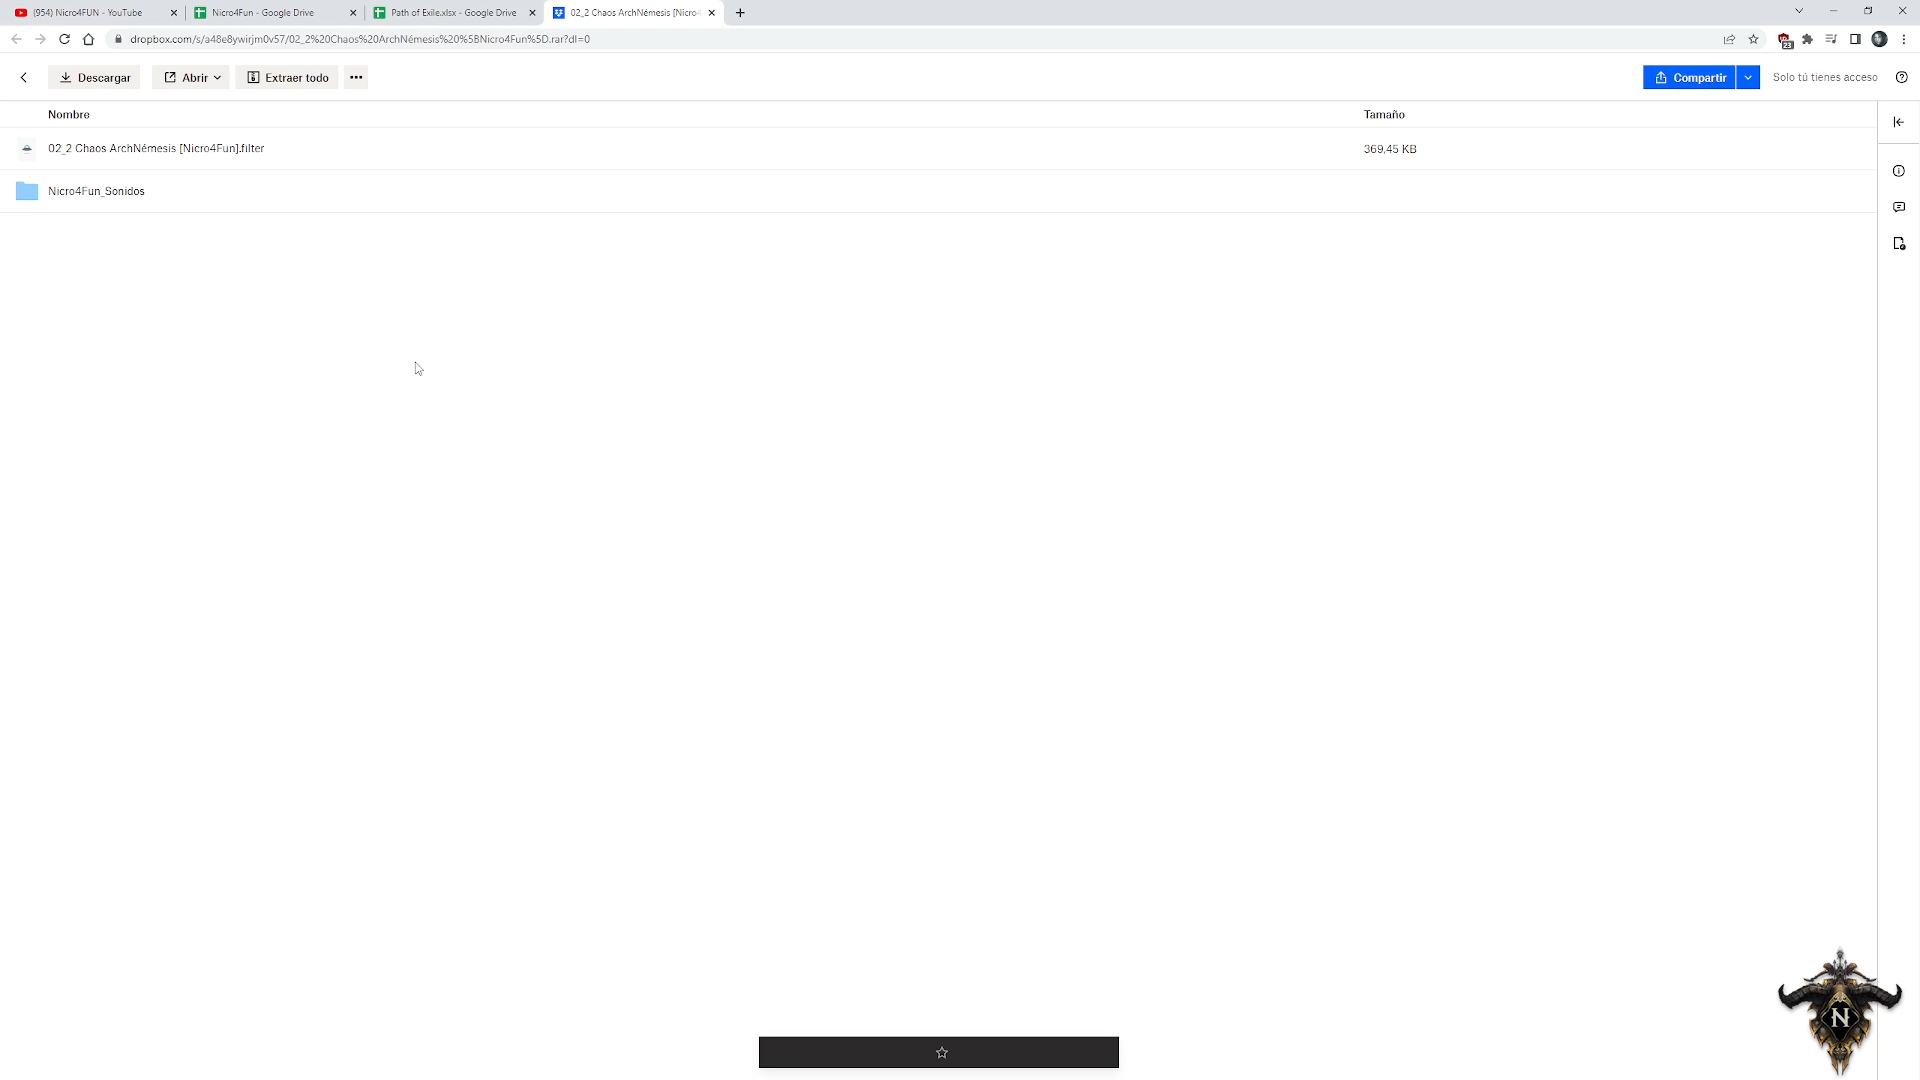 (954) Nicro4FUN - YouTube
Nicro4Fun - Google Drive
Path of Exile.xlsx - Google Drive
02_2 Chaos ArchNémesis [Nicro4
dropbox.com/s/a48e8ywirjm0v57/02_2%20Chaos%20ArchNémesis%20%5BNicro4Fun%5D.rar?dl=0
23
Descargar
Abrir
Extraer todo
Compartir
Solo tú tienes acceso
Nombre
Tamaño
02_2 Chaos ArchNémesis [Nicro4Fun].filter
369,45 KB
Nicro4Fun_Sonidos
N